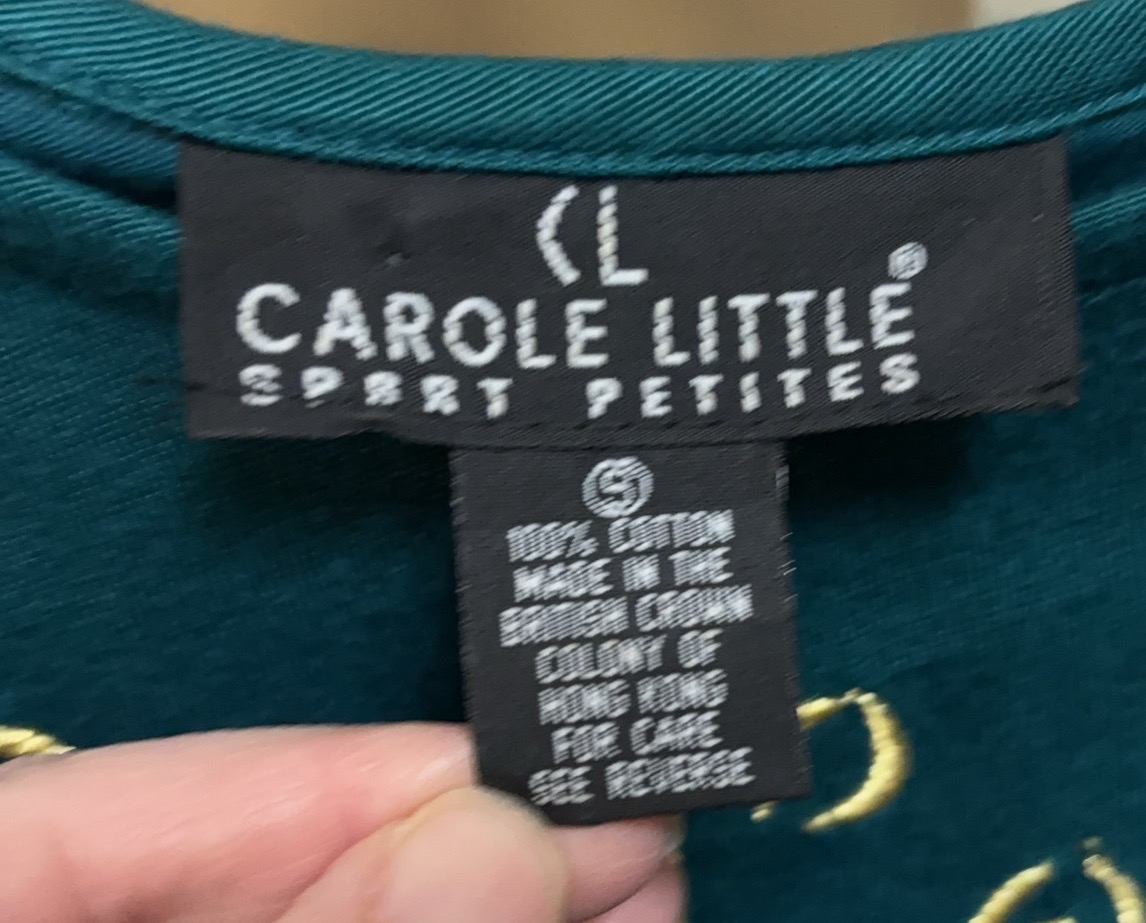 CL
CAROLE LITTLE®
SPORT PETITES
S
100% COTTON
MADE IN THE
BRITISH CROWN
COLONY OF
HONG KONG
FOR CARE
SEE REVERSE